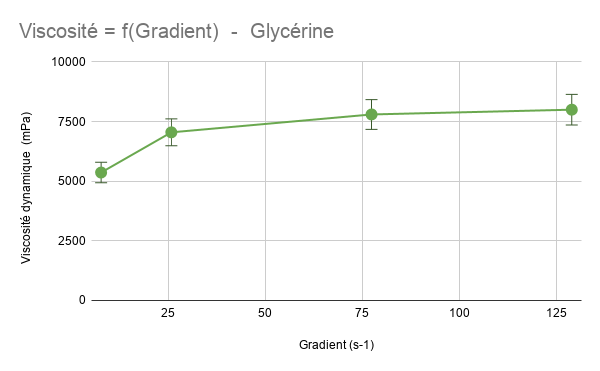 Viscosité = f(Gradient)  -  Glycérine
10000
7500
5000
2500
0
Viscosité dynamique  (mPa)
25 50 75 100 125
Gradient (s-1)